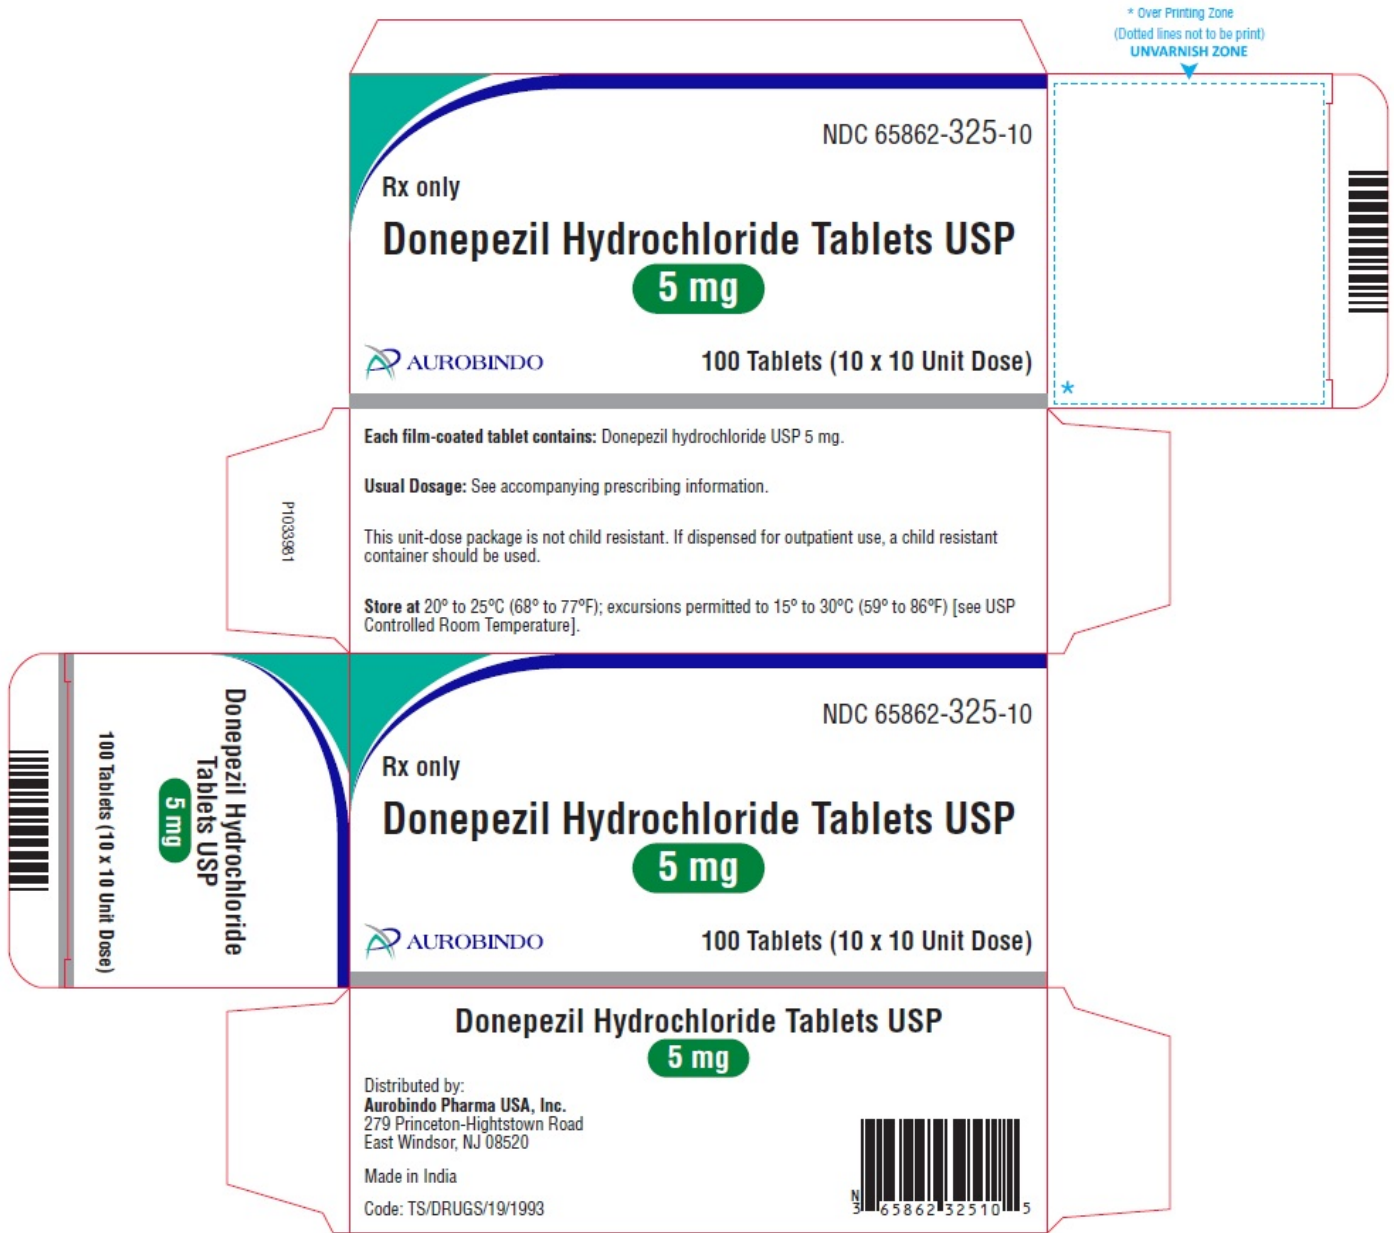 * Over Printing Zone
(Dotted lines not to be print)
UNVARNISH ZONE
NDC 65862-325-10
Rx only
Donepezil Hydrochloride Tablets USP
5 mg
AUROBINDO
100 Tablets (10 x 10 Unit Dose)
*
Each film-coated tablet contains: Donepezil hydrochloride USP 5 mg.
Usual Dosage: See accompanying prescribing information.
This unit-dose package is not child resistant. If dispensed for outpatient use, a child resistant
container should be used.
Store at 20° to 25°C (68° to 77°F); excursions permitted to 15° to 30°C (59° to 86°F) [see USP
Controlled Room Temperature].
P1033981
Donepezil Hydrochloride
Tablets USP
5 mg
100 Tablets (10 x 10 Unit Dose)
NDC 65862-325-10
Rx only
Donepezil Hydrochloride Tablets USP
5 mg
AUROBINDO
100 Tablets (10 x 10 Unit Dose)
Donepezil Hydrochloride Tablets USP
5 mg
Distributed by:
Aurobindo Pharma USA, Inc.
279 Princeton-Hightstown Road
East Windsor, NJ 08520
Made in India
Code: TS/DRUGS/19/1993
N
3 65862 32510 5